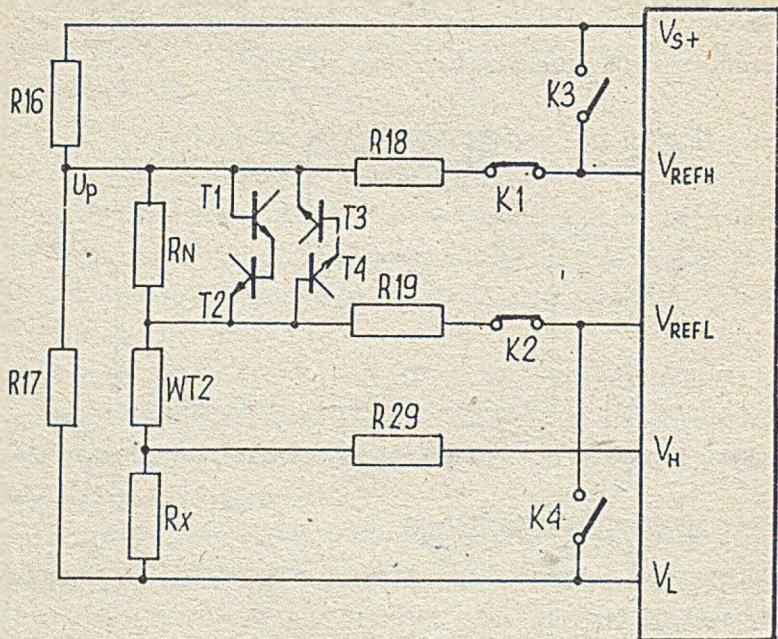 VS+
K3
R16
R18
VREFH
UP
T1
T3
K1
RN
T4
T2
R19
VREFL
K2
R17
WT2
R29
VH
RX
K4
VL